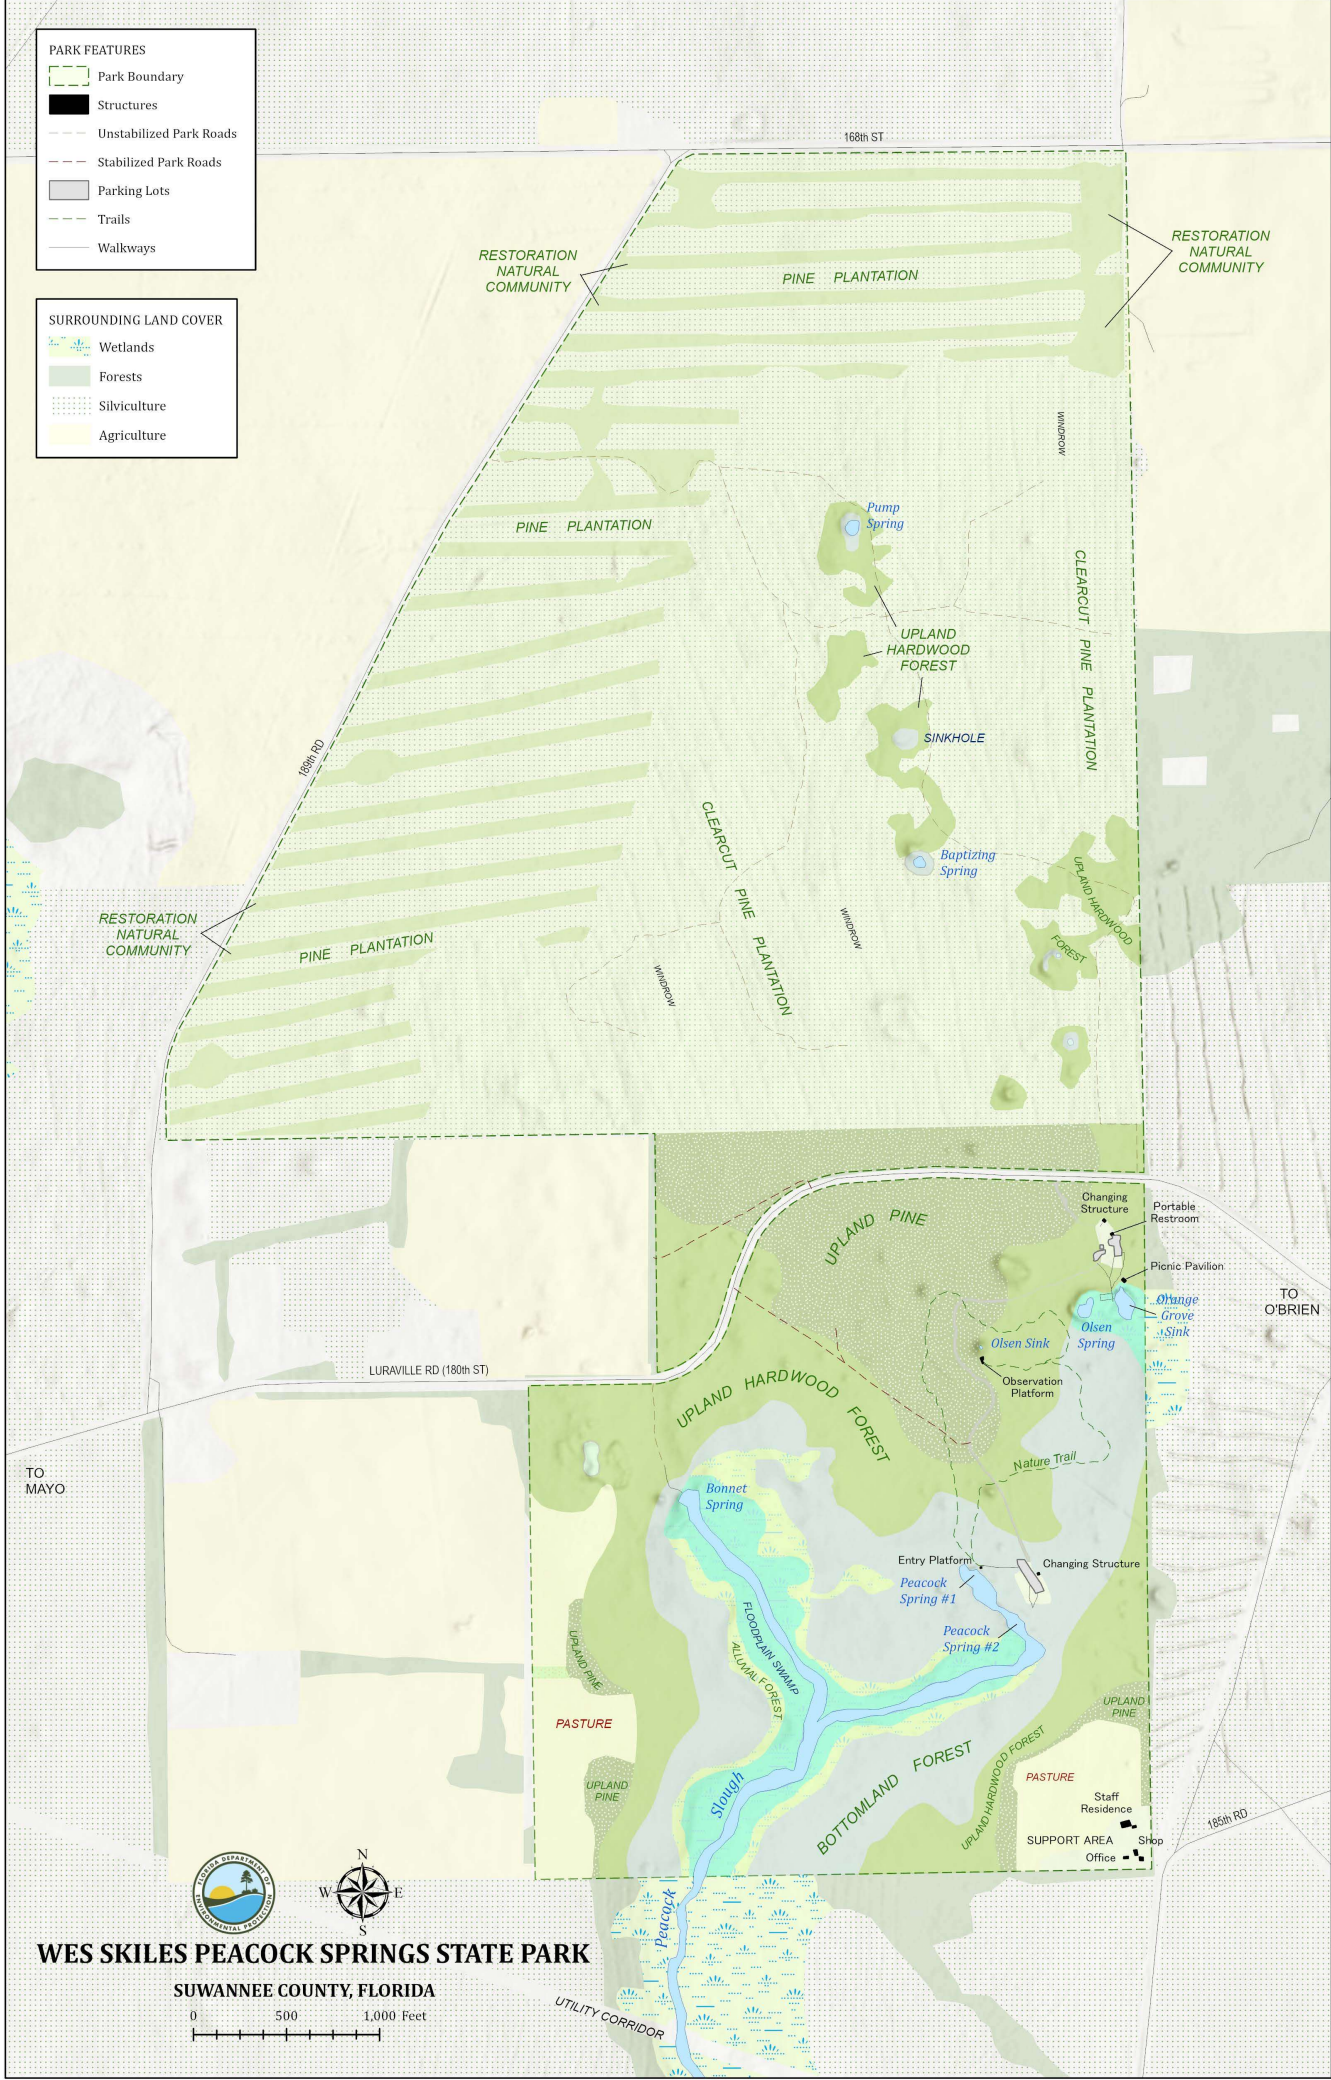 PARK FEATURES
Park Boundary
Structures
Unstabilized Park Roads
Stabilized Park Roads
Parking Lots
Trails
Walkways
SURROUNDING LAND COVER
Wetlands
Forests
Silviculture
Agriculture
168th ST
RESTORATION
NATURAL
COMMUNITY
PINE PLANTATION
RESTORATION
NATURAL
COMMUNITY
WINDROW
PINE PLANTATION
Pump
Spring
CLEARCUT PINE PLANTATION
UPLAND
HARDWOOD
FOREST
SINKHOLE
189th RD
CLEARCUT PINE PLANTATION
Baptizing
Spring
UPLAND HARDWOOD
FOREST
RESTORATION
NATURAL
COMMUNITY
PINE PLANTATION
WINDROW
WINDROW
UPLAND PINE
Changing
Structure
Portable
Restroom
Picnic Pavilion
Orange
Grove
Sink
TO
O'BRIEN
Olsen
Spring
Olsen Sink
Observation
Platform
LURAVILLE RD (180th ST)
UPLAND HARDWOOD FOREST
Nature Trail
TO
MAYO
Bonnet
Spring
Entry Platform
Changing Structure
Peacock
Spring #1
Peacock
Spring #2
FLOODPLAIN SWAMP
ALLUVIAL FOREST
UPLAND PINE
PASTURE
UPLAND
PINE
UPLAND
PINE
UPLAND HARDWOOD FOREST
BOTTOMLAND FOREST
PASTURE
Staff
Residence
SUPPORT AREA
Shop
Office
185th RD
Slough
Peacock
FLORIDA DEPARTMENT OF
ENVIRONMENTAL PROTECTION
N
W
E
S
WES SKILES PEACOCK SPRINGS STATE PARK
SUWANNEE COUNTY, FLORIDA
0 500 1,000 Feet
UTILITY CORRIDOR